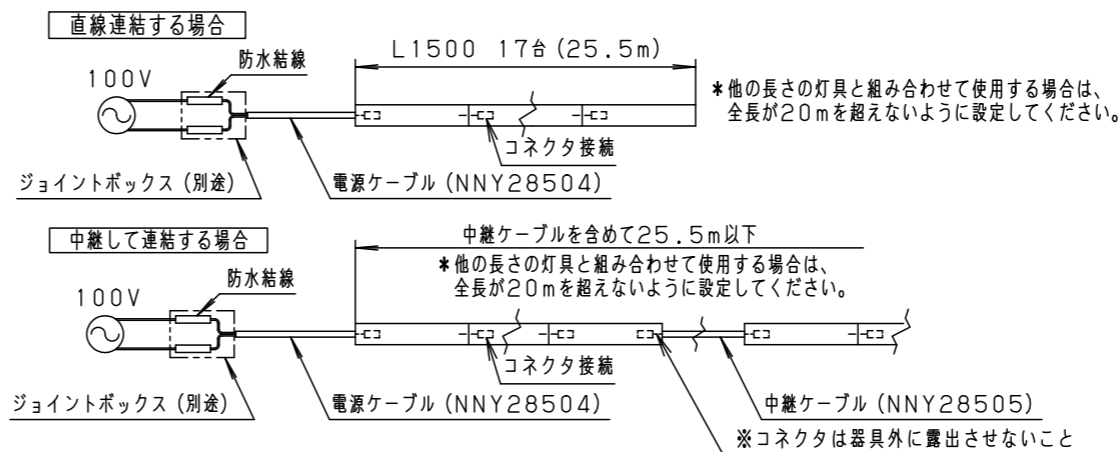 直線連結する場合
100V
防水結線
L1500 17台(25.5m)
*他の長さの灯具と組み合わせて使用する場合は、
全長が20mを超えないように設定してください。
コネクタ接続
ジョイントボックス(別途)
電源ケーブル(NNY28504)
中継して連結する場合
中継ケーブルを含めて25.5m以下
*他の長さの灯具と組み合わせて使用する場合は、
全長が20mを超えないように設定してください。
防水結線
100V
コネクタ接続
ジョイントボックス(別途)
電源ケーブル(NNY28504)
中継ケーブル(NNY28505)
※コネクタは器具外に露出させないこと